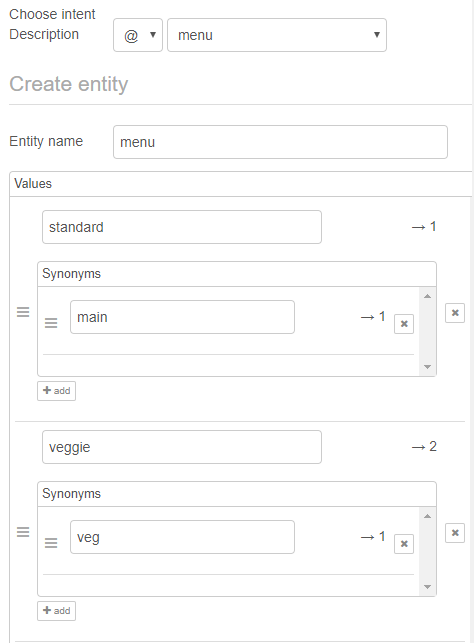 Choose intent
Description @ menu
Create entity
Entity name menu
Values
standard → 1
Synonyms
main → 1
+ add
veggie → 2
Synonyms
veg → 1
+ add